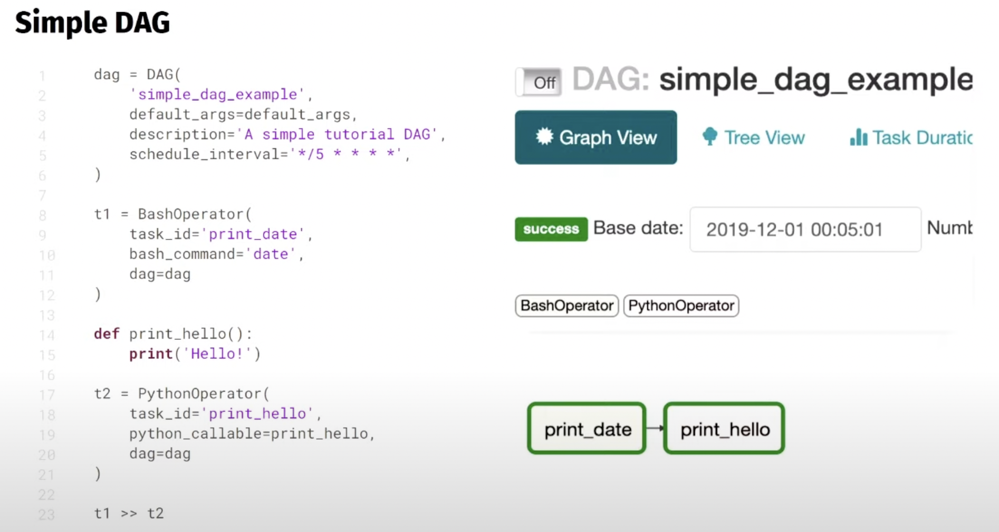 Simple DAG
1 dag = DAG(
2 'simple_dag_example',
3 default_args=default_args,
4 description='A simple tutorial DAG',
5 schedule_interval='*/5 * * * *',
6 )
7
8 t1 = BashOperator(
9 task_id='print_date',
10 bash_command='date',
11 dag=dag
12 )
13
14 def print_hello():
15 print('Hello!')
16
17 t2 = PythonOperator(
18 task_id='print_hello',
19 python_callable=print_hello,
20 dag=dag
21 )
22
23 t1 >> t2
Off DAG: simple_dag_example
Graph View Tree View Task Duratic
success Base date: 2019-12-01 00:05:01 Numb
BashOperator PythonOperator
print_date print_hello